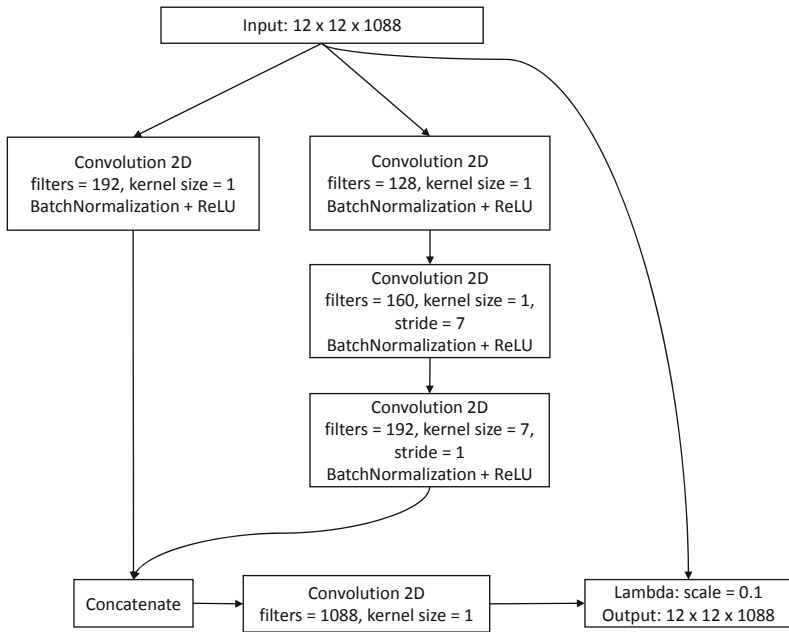 Input: 12 x 12 x 1088
Convolution 2D
filters = 192, kernel size = 1
BatchNormalization + ReLU
Convolution 2D
filters = 128, kernel size = 1
BatchNormalization + ReLU
Convolution 2D
filters = 160, kernel size = 1,
stride = 7
BatchNormalization + ReLU
Convolution 2D
filters = 192, kernel size = 7,
stride = 1
BatchNormalization + ReLU
Concatenate
Convolution 2D
filters = 1088, kernel size = 1
Lambda: scale = 0.1
Output: 12 x 12 x 1088